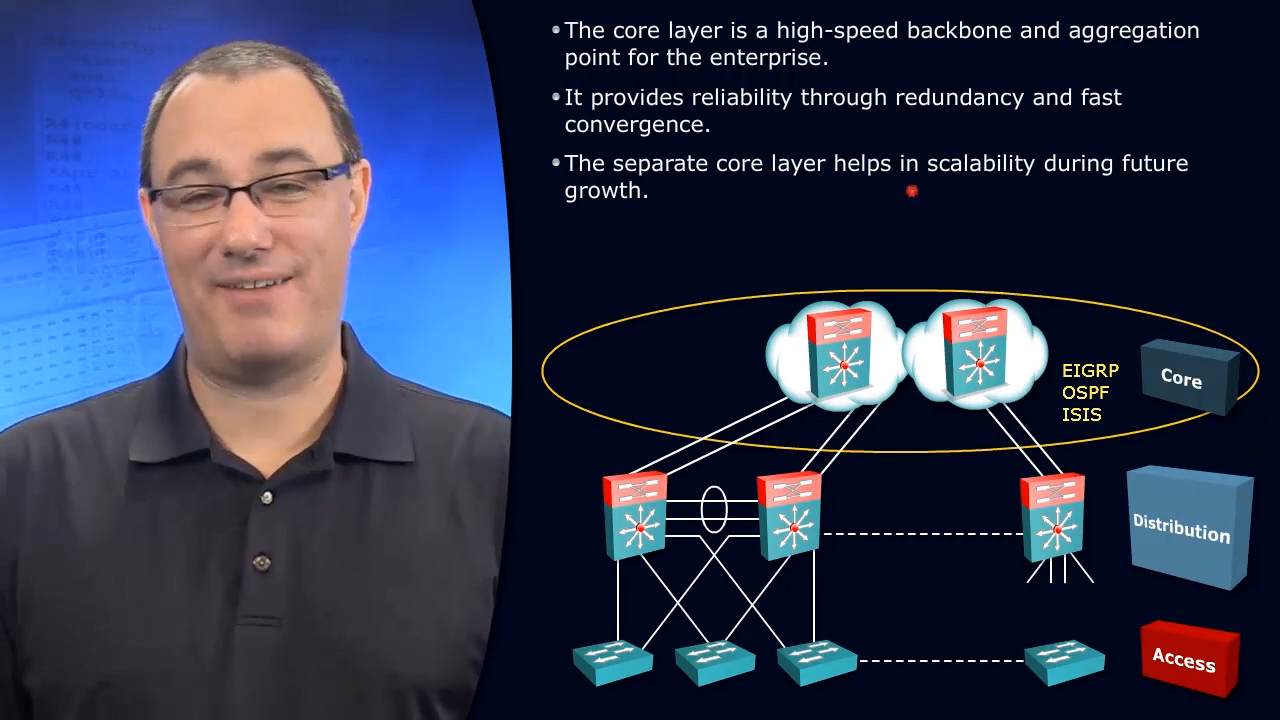 •The core layer is a high-speed backbone and aggregation
point for the enterprise.
•It provides reliability through redundancy and fast
convergence.
•The separate core layer helps in scalability during future
growth.
EIGRP
OSPF
ISIS
Core
Distribution
Access